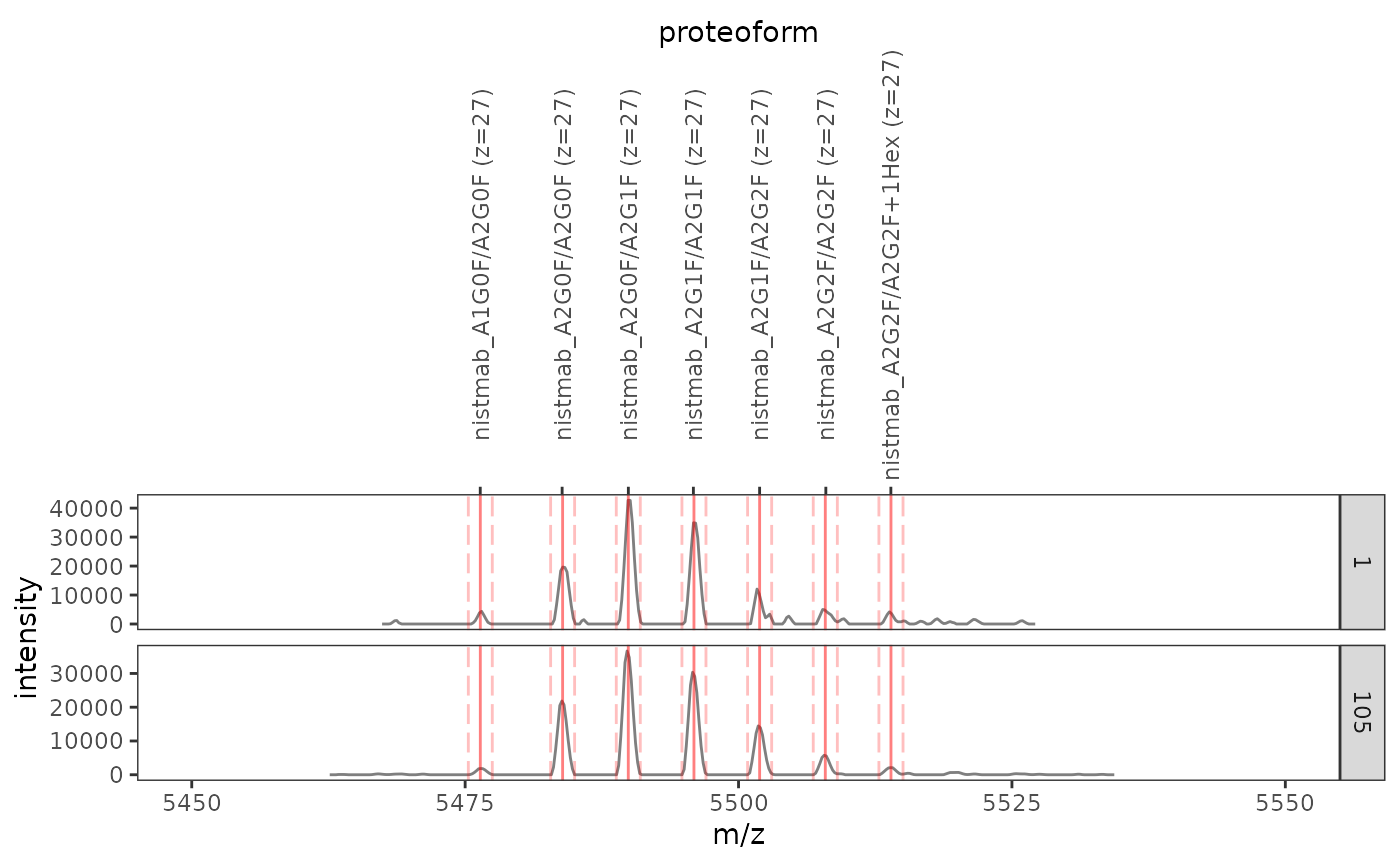 proteoform
nistmab_A1G0F/A2G0F (z=27)
nistmab_A2G0F/A2G0F (z=27)
nistmab_A2G0F/A2G1F (z=27)
nistmab_A2G1F/A2G1F (z=27)
nistmab_A2G1F/A2G2F (z=27)
nistmab_A2G2F/A2G2F (z=27)
nistmab_A2G2F/A2G2F+1Hex (z=27)
intensity
40000
30000
20000
10000
0
1
30000
20000
10000
0
105
5450 5475 5500 5525 5550
m/z